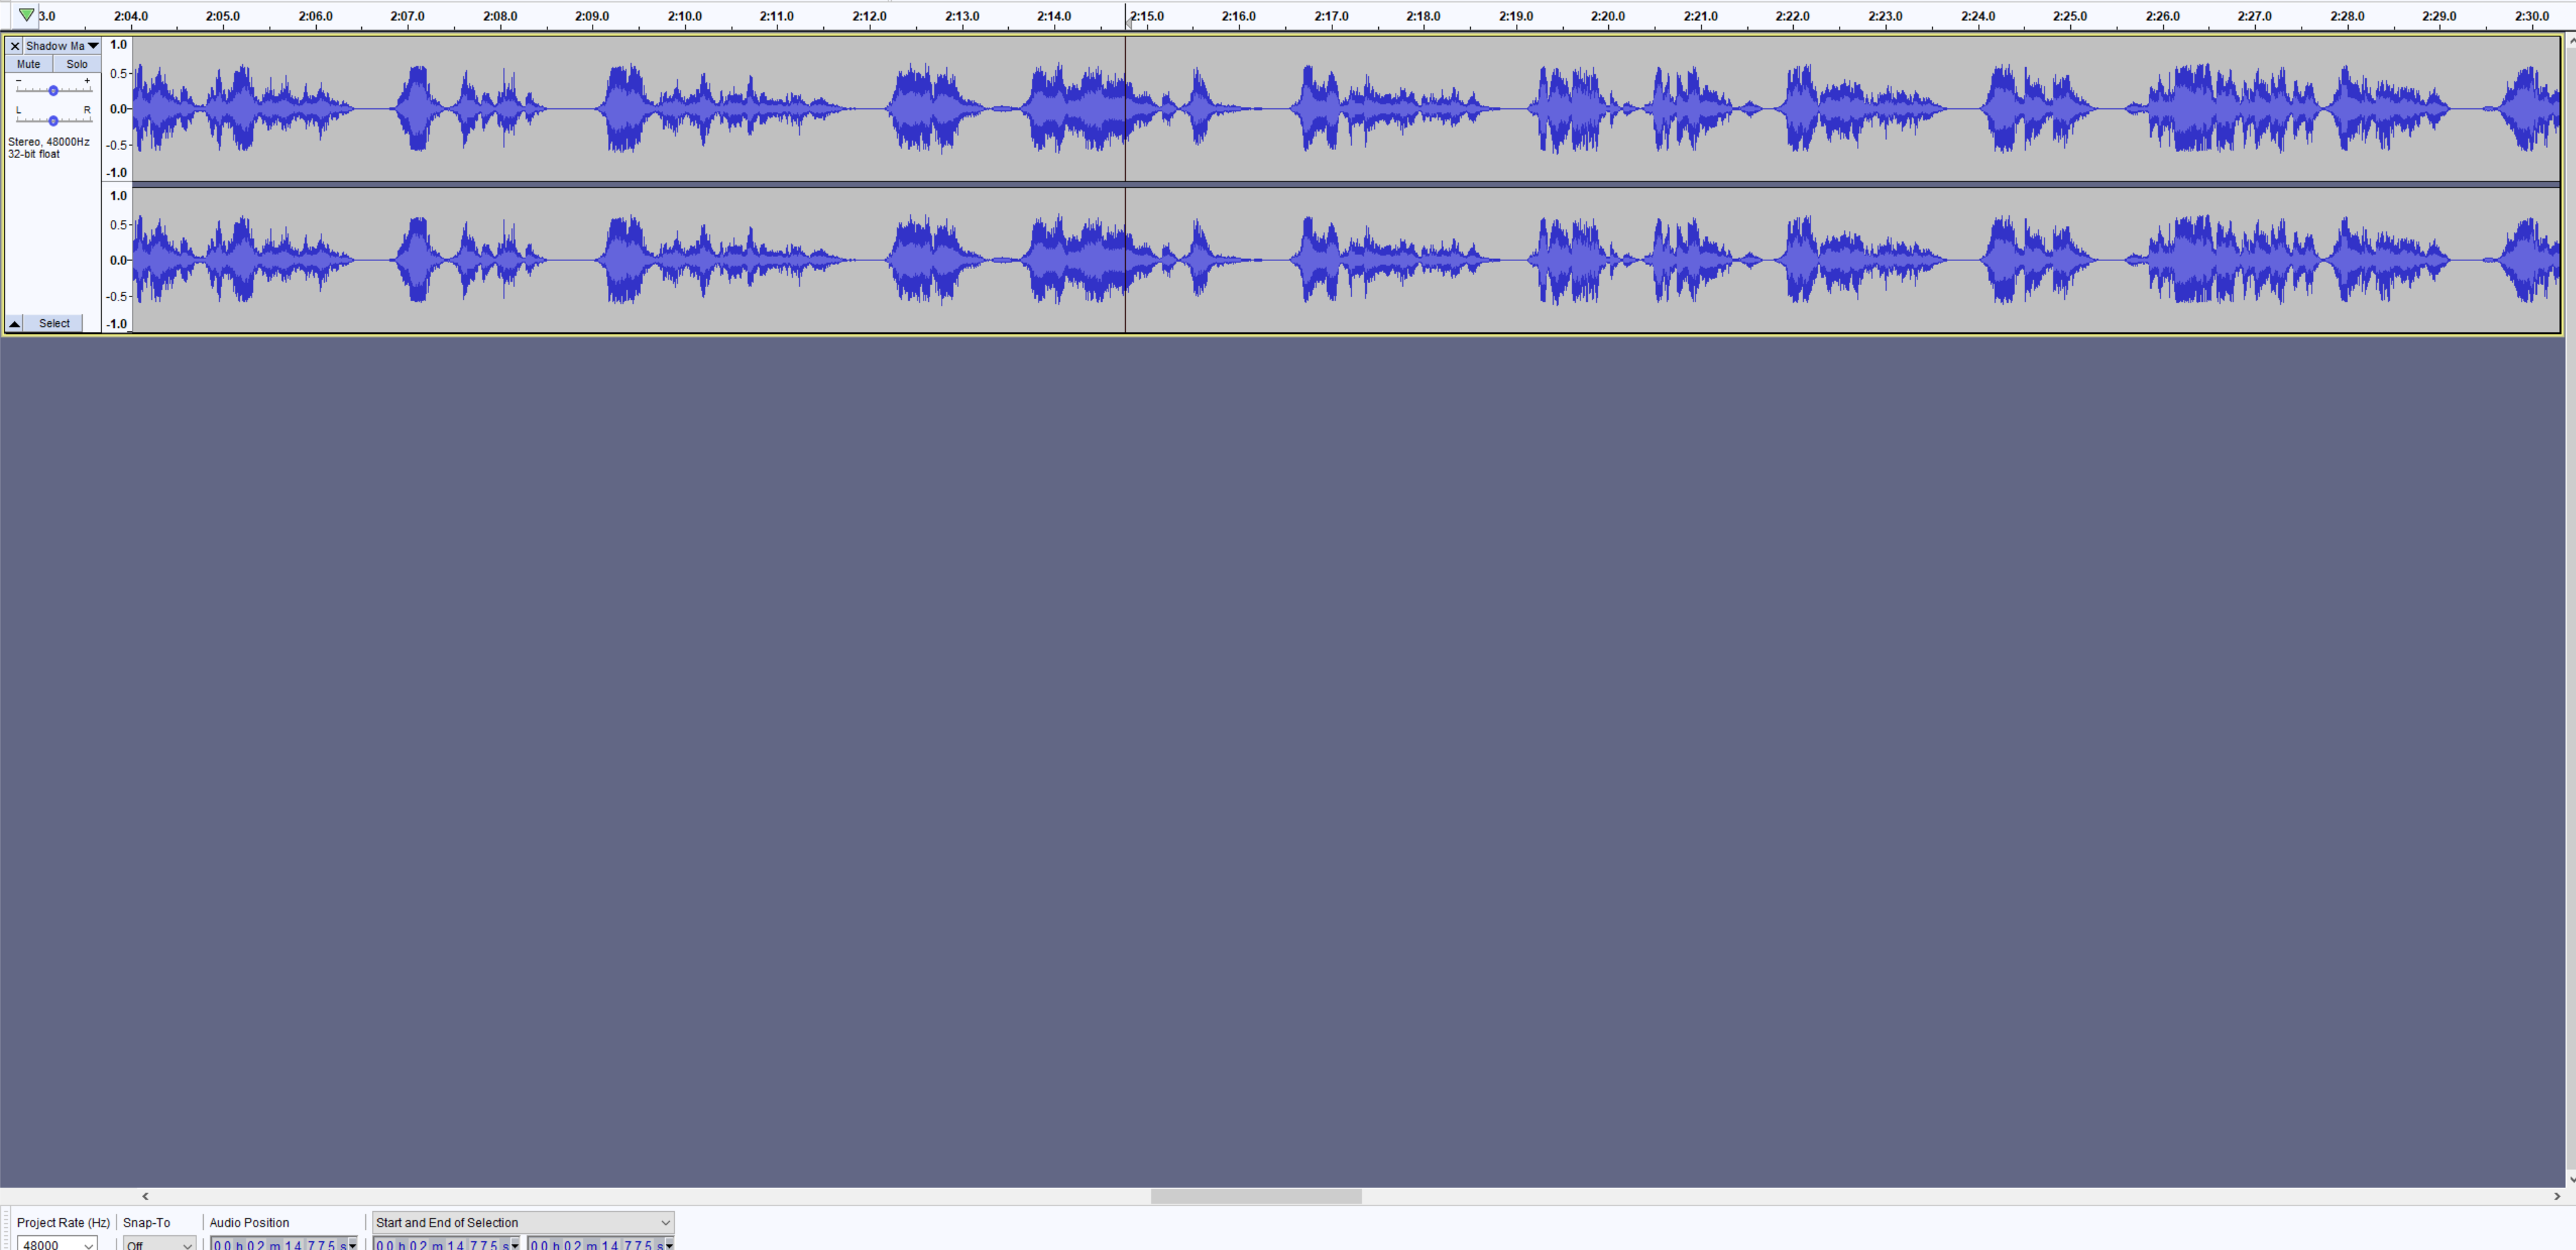 3.0 2:04.0 2:05.0 2:06.0 2:07.0 2:08.0 2:09.0 2:10.0 2:11.0 2:12.0 2:13.0 2:14.0 2:15.0 2:16.0 2:17.0 2:18.0 2:19.0 2:20.0 2:21.0 2:22.0 2:23.0 2:24.0 2:25.0 2:26.0 2:27.0 2:28.0 2:29.0 2:30.0
Shadow Ma
Mute Solo
- +
L R
Stereo, 48000Hz
32-bit float
Select
1.0
0.5
0.0
-0.5
-1.0
1.0
0.5
0.0
-0.5
-1.0
Project Rate (Hz) Snap-To Audio Position Start and End of Selection
48000 Off 00 h 02 m 14.775 s 00 h 02 m 14.775 s 00 h 02 m 14.775 s